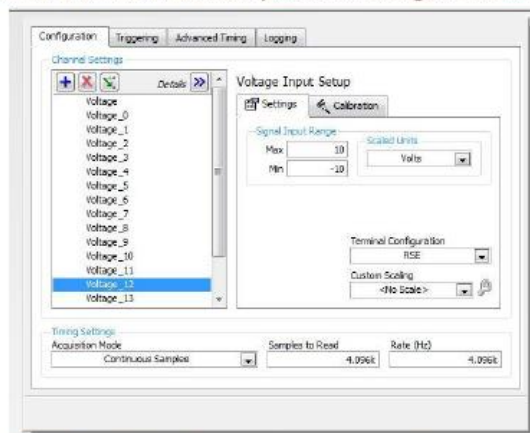 Configuration Triggering Advanced Timing Logging
Channel Settings
Details
Voltage
Voltage_0
Voltage_1
Voltage_2
Voltage_3
Voltage_4
Voltage_5
Voltage_6
Voltage_7
Voltage_8
Voltage_9
Voltage_10
Voltage_11
Voltage_12
Voltage_13
Voltage Input Setup
Settings Calibration
Signal Input Range
Max 10
Min -10
Scaled Units
Volts
Terminal Configuration
RSE
Custom Scaling
<No Scale>
Timing Settings
Acquisition Mode Samples to Read Rate (Hz)
Continuous Samples 4.096k 4.096k